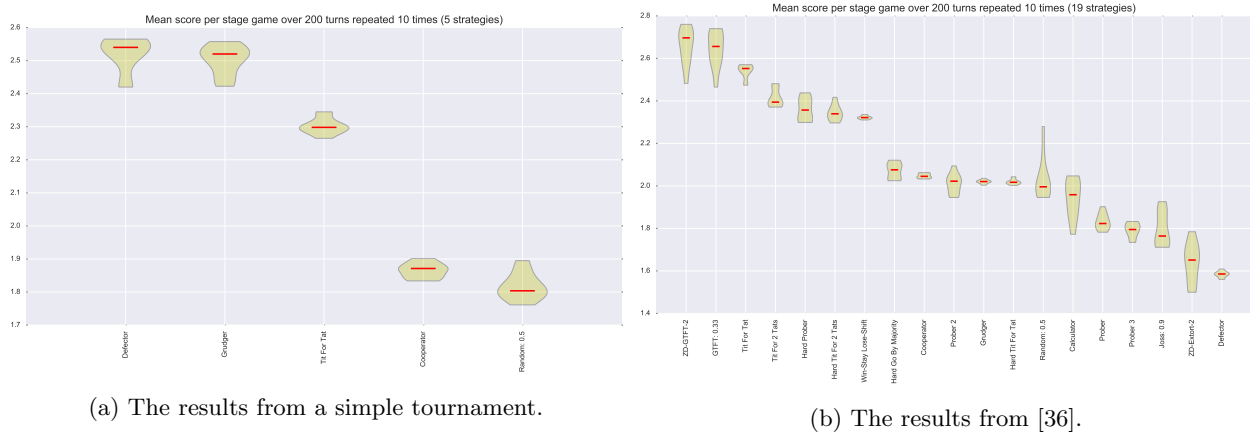 Mean score per stage game over 200 turns repeated 10 times (5 strategies)
2.6
2.5
2.4
2.3
2.2
2.1
2.0
1.9
1.8
1.7
Defector
Grudger
Tit For Tat
Cooperator
Random: 0.5
(a) The results from a simple tournament.
Mean score per stage game over 200 turns repeated 10 times (19 strategies)
2.8
2.6
2.4
2.2
2.0
1.8
1.6
1.4
ZD-GTFT-2
GTFT: 0.33
Tit For Tat
Tit For 2 Tats
Hard Prober
Hard Tit For 2 Tats
Win-Stay Lose-Shift
Hard Go By Majority
Cooperator
Prober 2
Grudger
Hard Tit For Tat
Random: 0.5
Calculator
Prober
Prober 3
Joss: 0.9
ZD-Extort-2
Defector
(b) The results from [36].